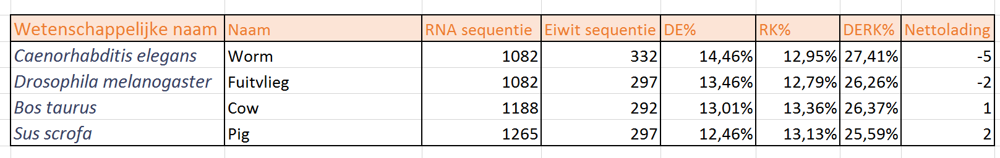 Wetenschappelijke naam Naam RNA sequentie Eiwit sequentie DE% RK% DERK% Nettolading
Caenorhabditis elegans Worm 1082 332 14,46% 12,95% 27,41% -5
Drosophila melanogaster Fuitvlieg 1082 297 13,46% 12,79% 26,26% -2
Bos taurus Cow 1188 292 13,01% 13,36% 26,37% 1
Sus scrofa Pig 1265 297 12,46% 13,13% 25,59% 2